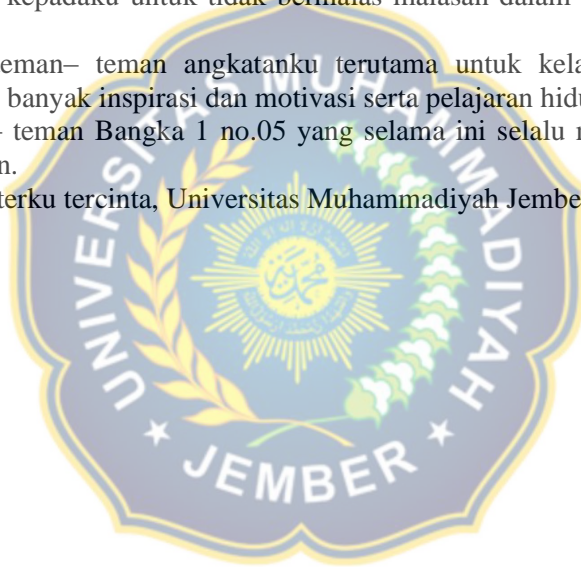 kepadaku untuk tidak bermalas malasan dalam
eman– teman angkatanku terutama untuk kela
banyak inspirasi dan motivasi serta pelajaran hidu
– teman Bangka 1 no.05 yang selama ini selalu
n.
terku tercinta, Universitas Muhammadiyah Jembe
UNIVERSITAS MUHAMMADIYAH
JEMBER